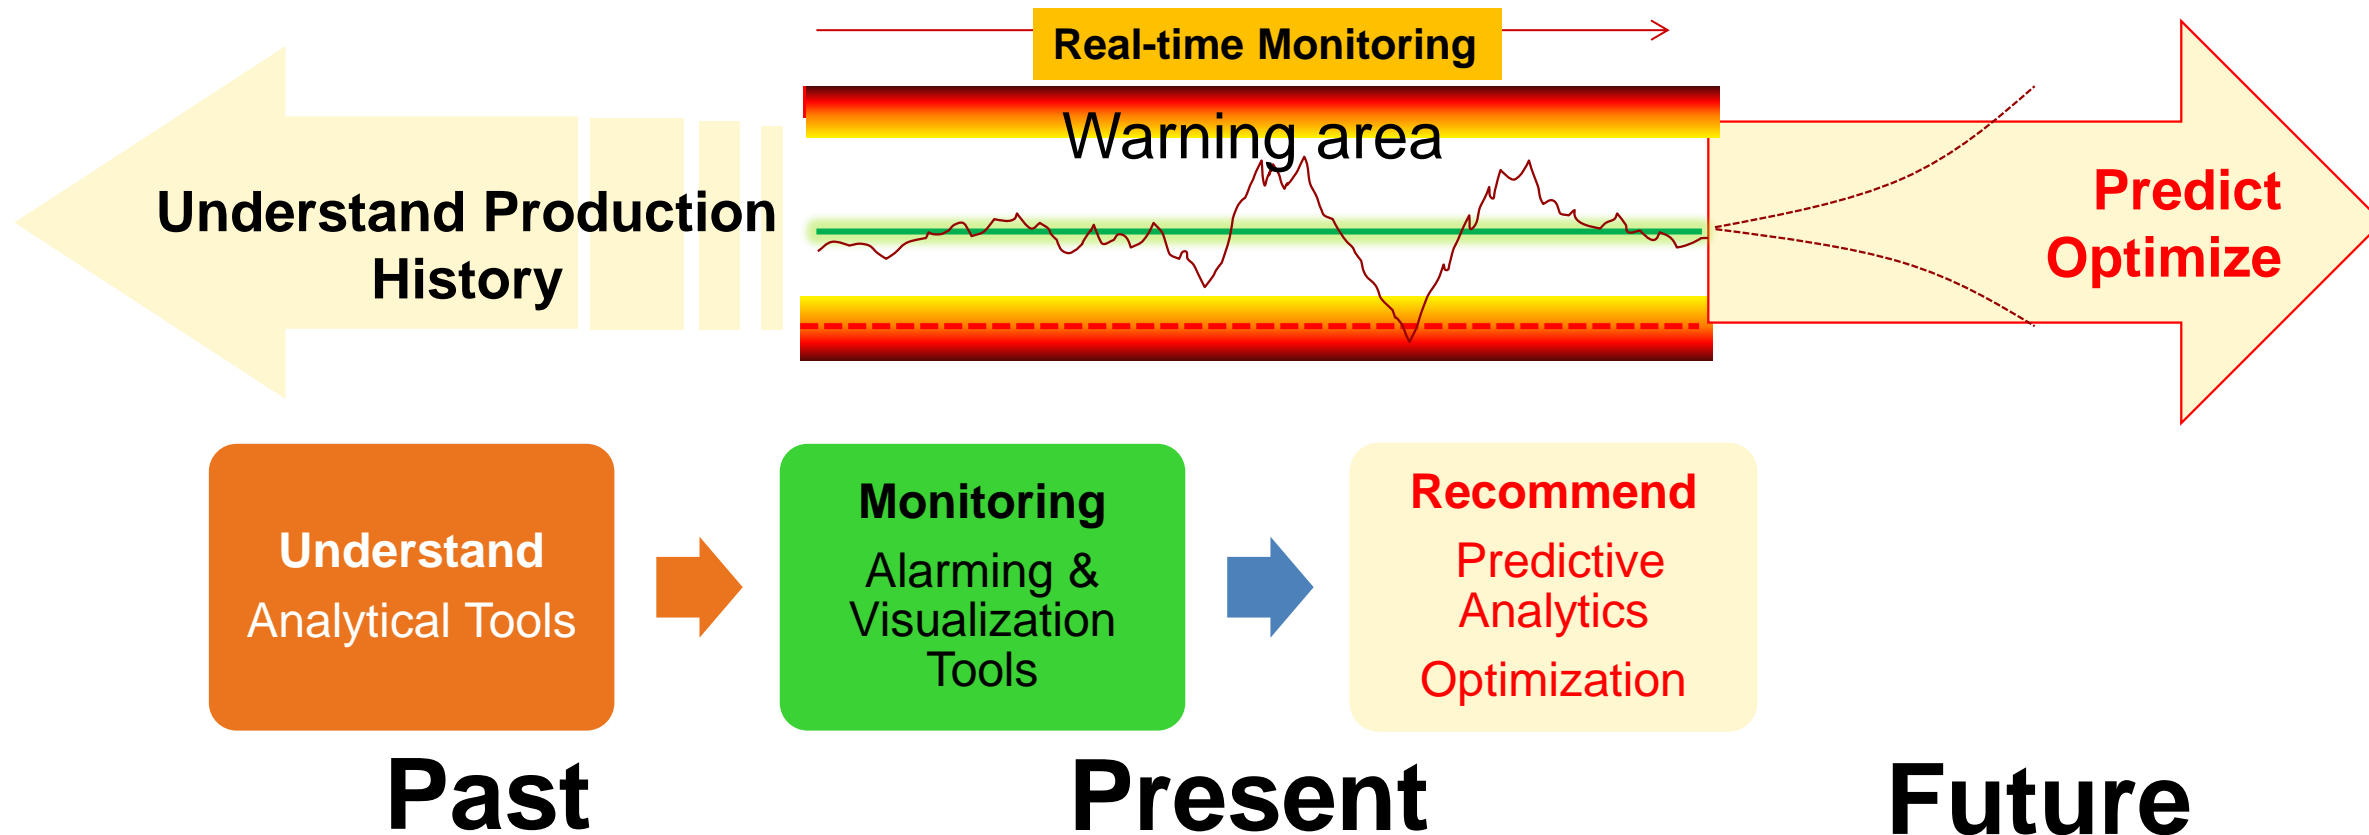 Real-time Monitoring
Warning area
Understand Production
History
Predict
Optimize
Understand
Analytical Tools
Monitoring
Alarming &
Visualization
Tools
Recommend
Predictive
Analytics
Optimization
Past
Present
Future